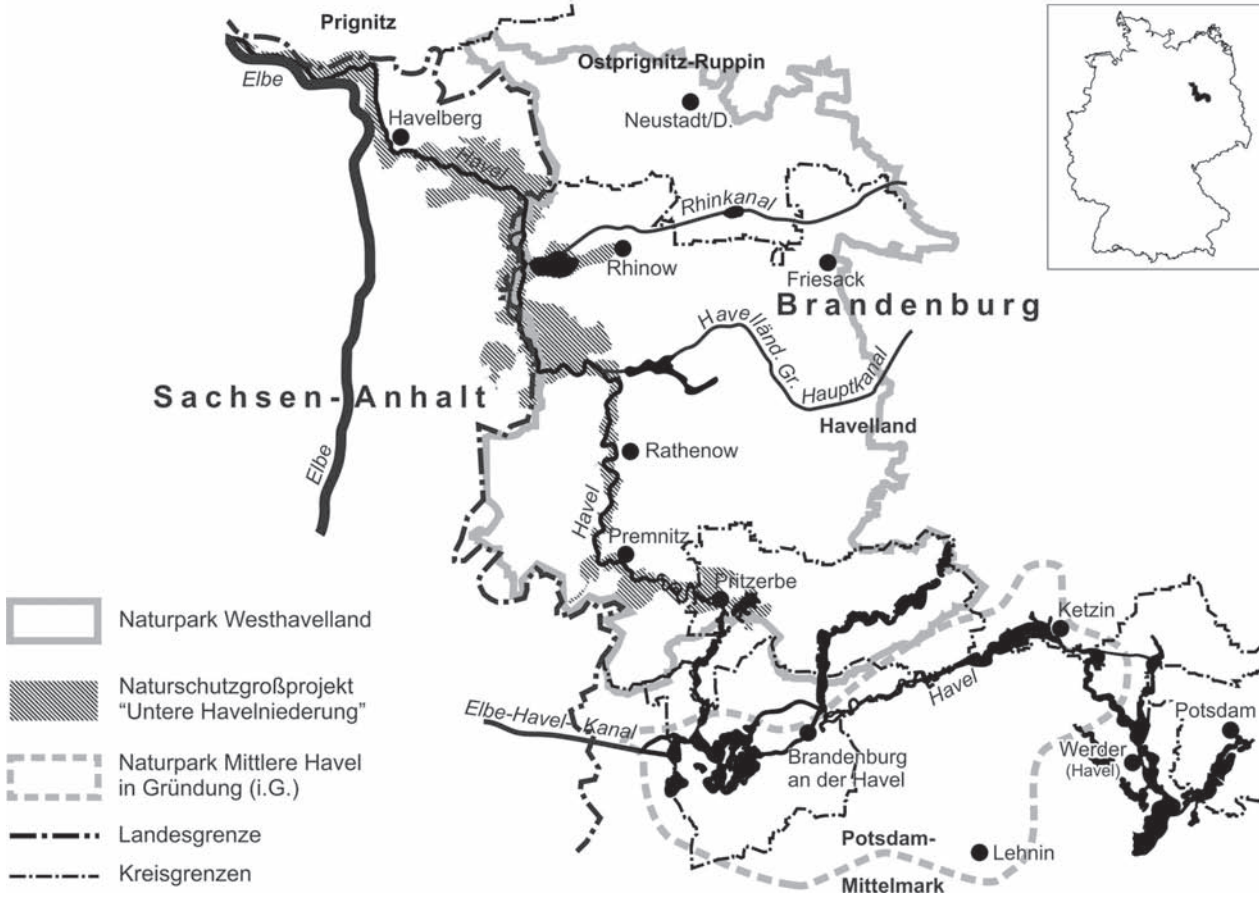 Prignitz
Elbe
Ostprignitz-Ruppin
Havelberg
Neustadt/D.
Havel
Rhinkanal
Rhinow
Friesack
Brandenburg
Havelländ. Gr. Hauptkanal
Sachsen-Anhalt
Havelland
Elbe
Rathenow
Havel
Premnitz
Pritzerbe
Ketzin
Havel
Elbe-Havel-Kanal
Potsdam
Brandenburg
an der Havel
Werder
(Havel)
Potsdam-
Mittelmark
Lehnin
Naturpark Westhavelland
Naturschutzgroßprojekt
“Untere Havelniederung”
Naturpark Mittlere Havel
in Gründung (i.G.)
Landesgrenze
Kreisgrenzen